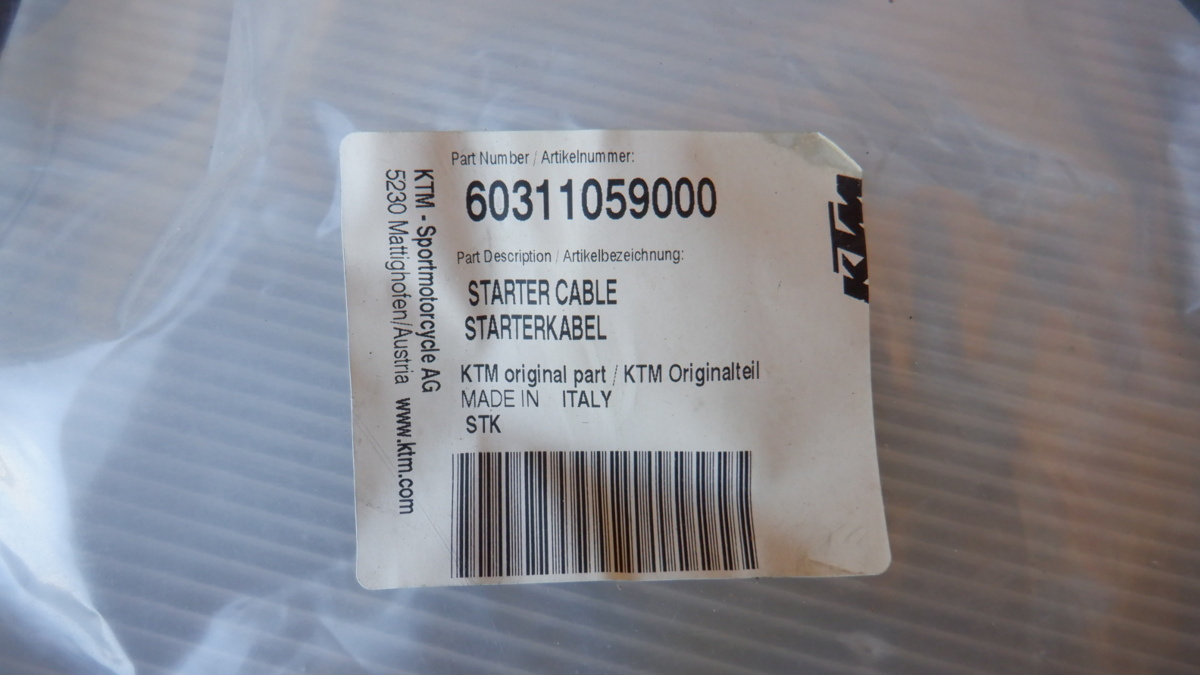 Part Number / Artikelnummer:
60311059000
Part Description / Artikelbezeichnung:
STARTER CABLE
STARTERKABEL
KTM original part / KTM Originalteil
MADE IN ITALY
STK
KTM - Sportmotorcycle AG
5230 Mattighofen/Austria www.ktm.com
KTM